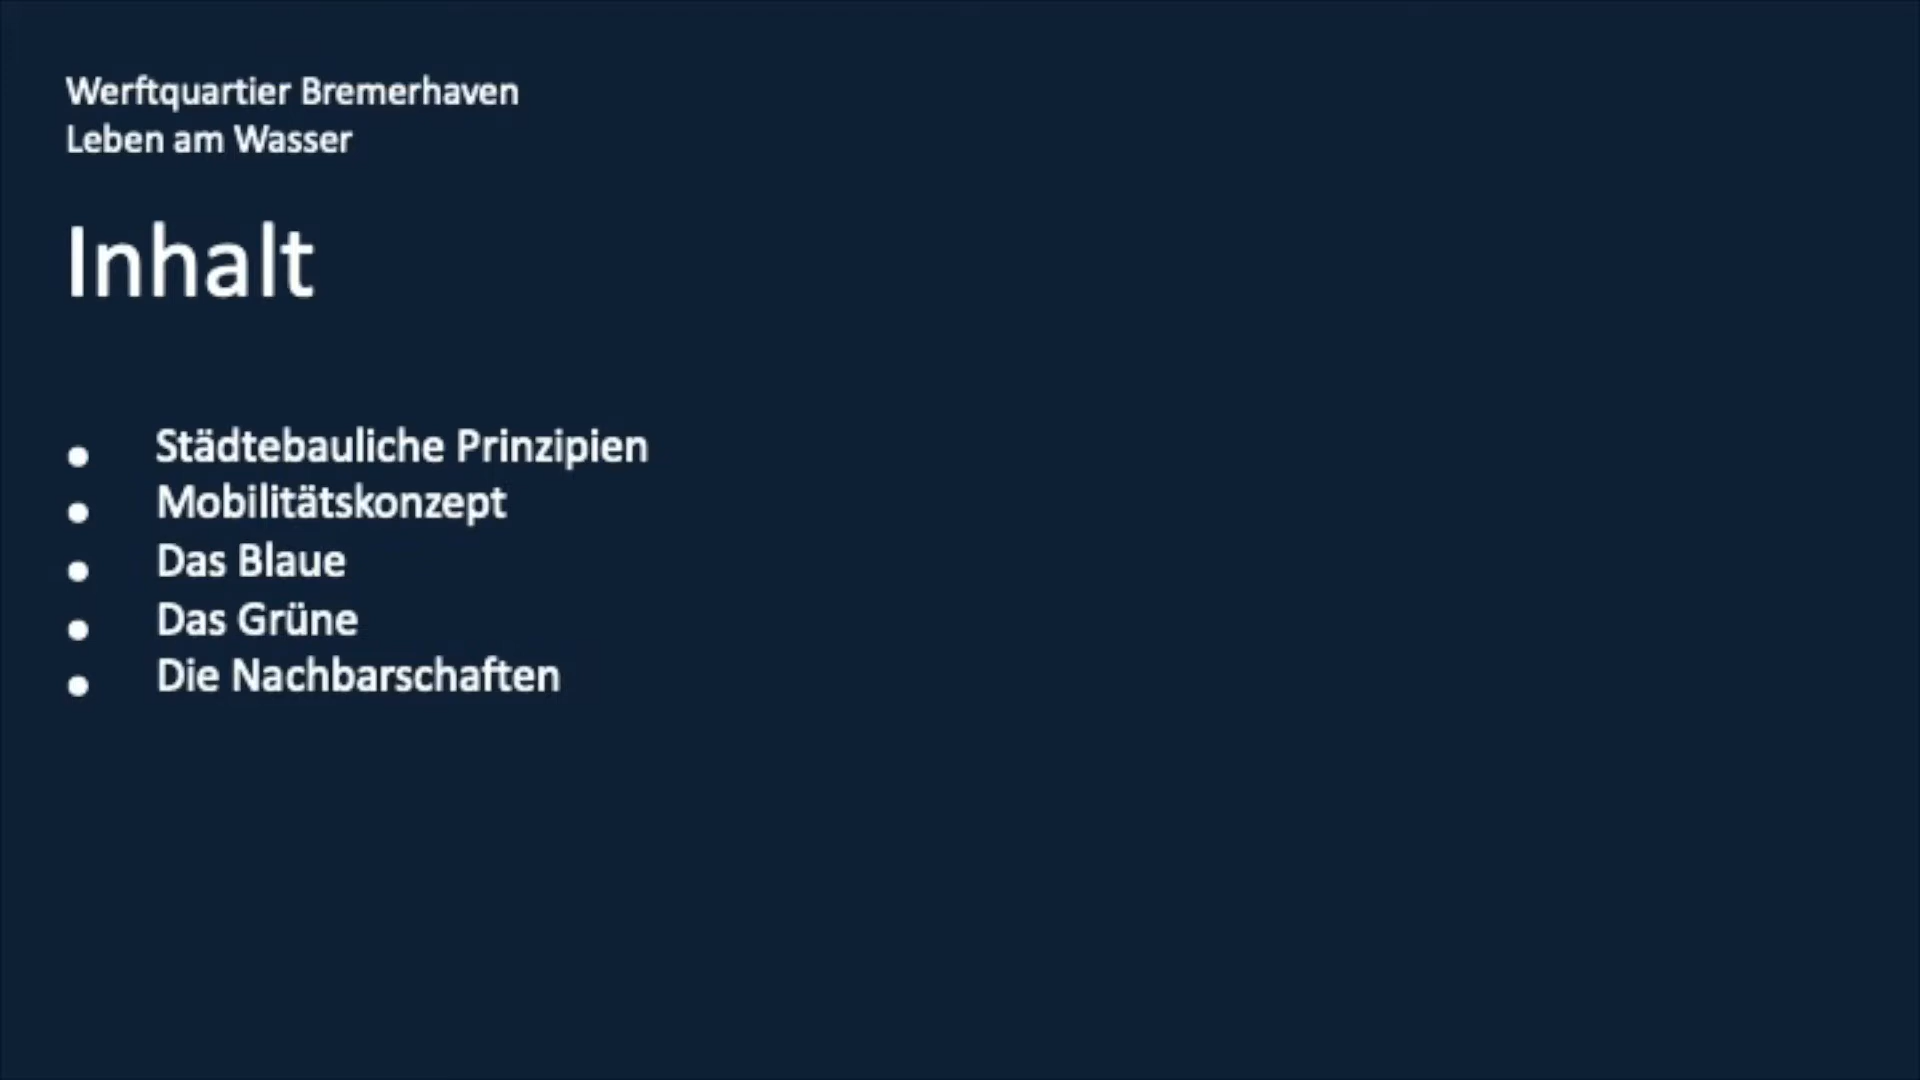 Werftquartier Bremerhaven
Leben am Wasser
Inhalt
• Städtebauliche Prinzipien
• Mobilitätskonzept
• Das Blaue
• Das Grüne
• Die Nachbarschaften